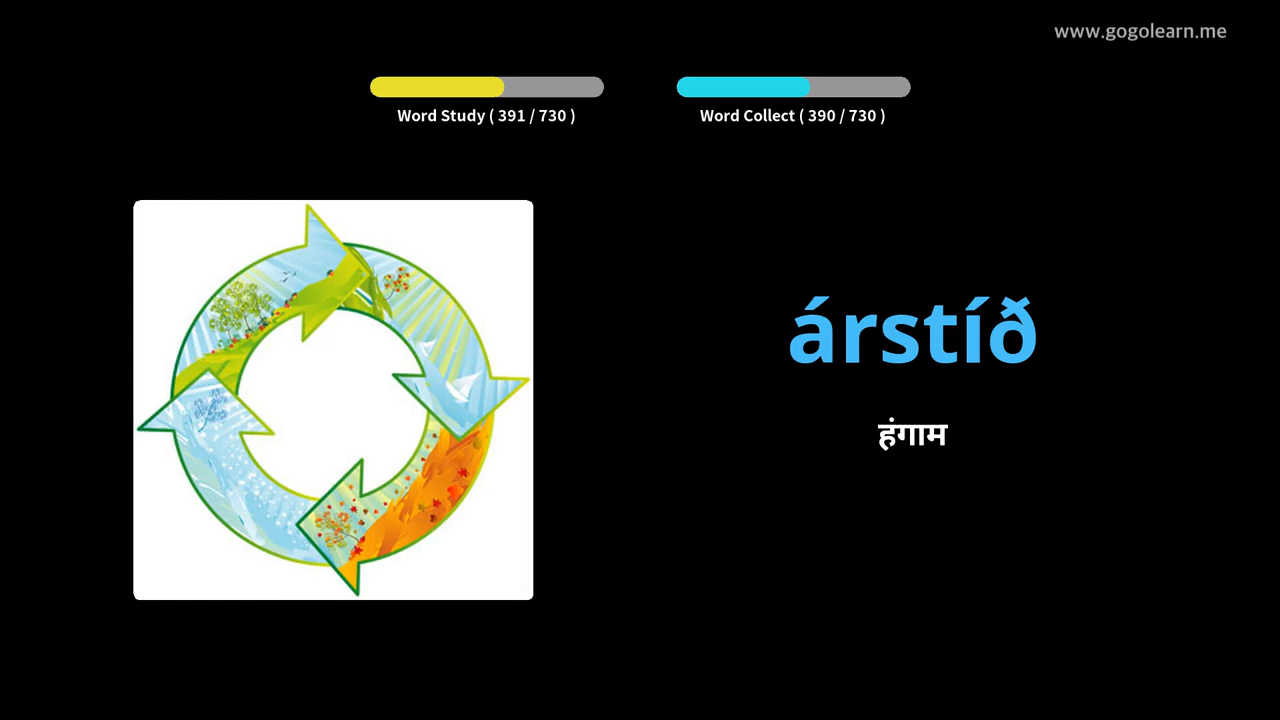 www.gogolearn.me
Word Study ( 391 / 730 )
Word Collect ( 390 / 730 )
árstíð
हंगाम